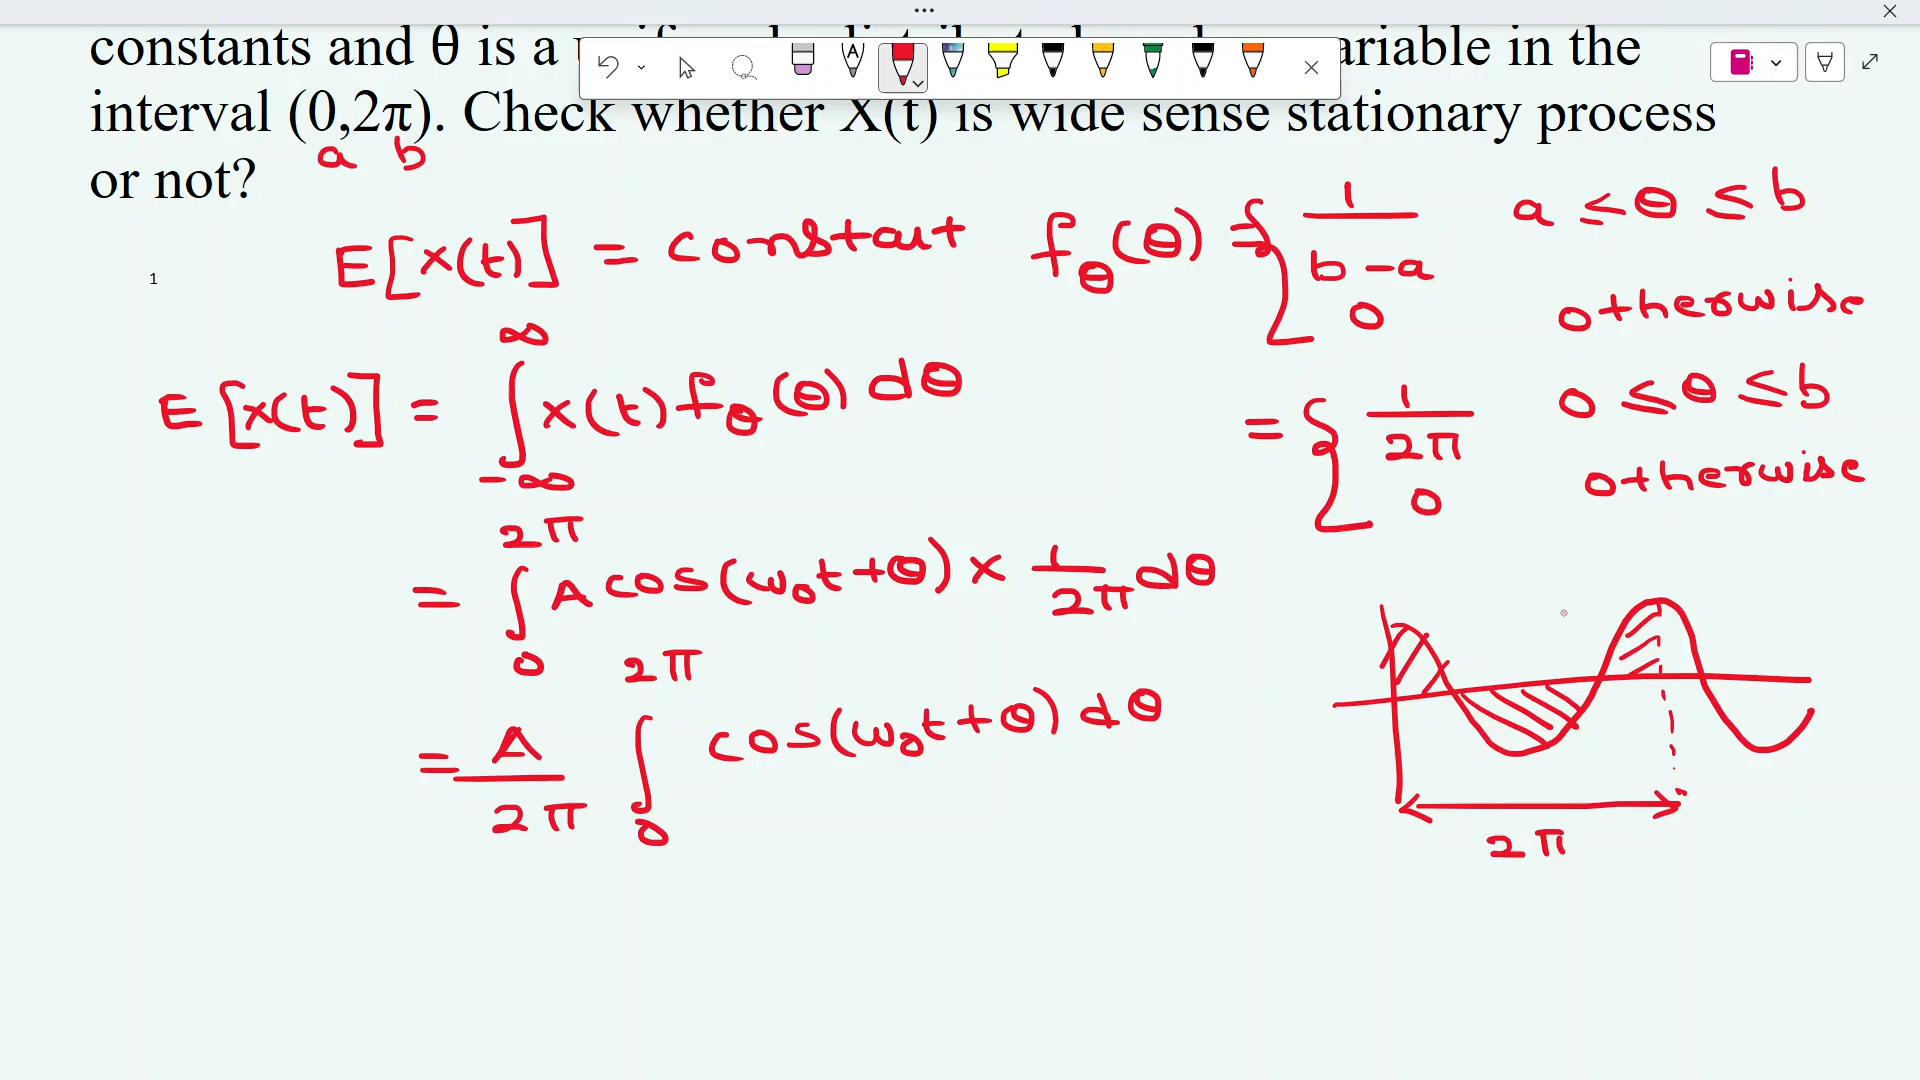 constants and θ is a
ariable in the
interval (0,2π). Check whether X(t) is wide sense stationary process
a b
or not?
E[x(t)] = constant
f_θ(θ) = { 1/(b-a) a ≤ θ ≤ b
0 otherwise
1
E[x(t)] = ∫_{-∞}^{∞} x(t) f_θ(θ) dθ
= { 1/2π 0 ≤ θ ≤ b
0 otherwise
= ∫_0^{2π} A cos(ω₀t+θ) × 1/2π dθ
= A/2π ∫_0^{2π} cos(ω₀t+θ) dθ
2π